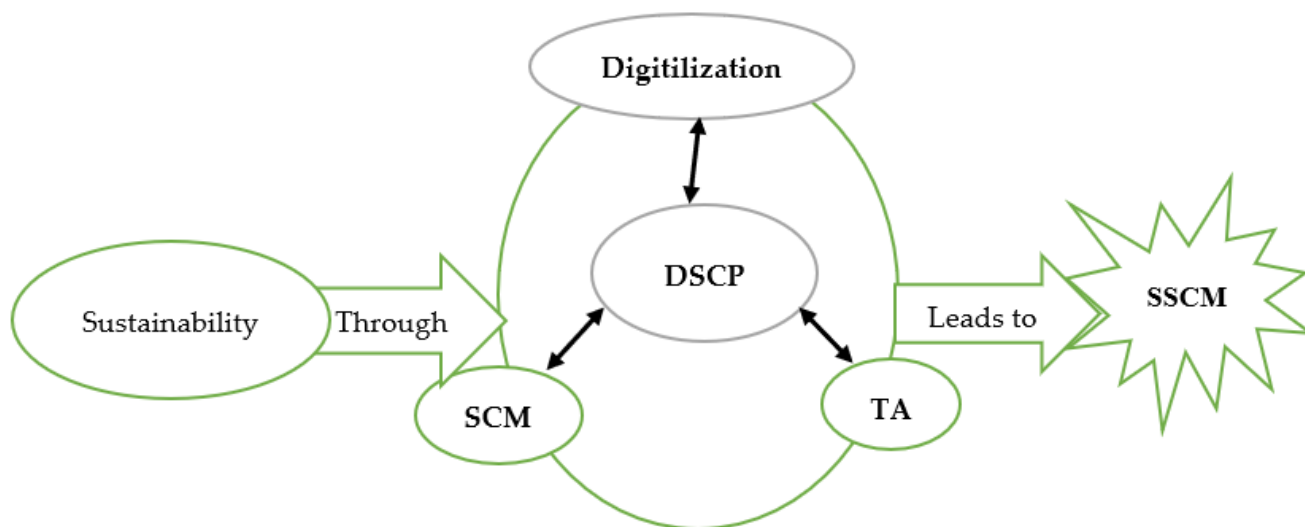 Digitilization
DSCP
SSCM
Sustainability
Through
Leads to
SCM
TA